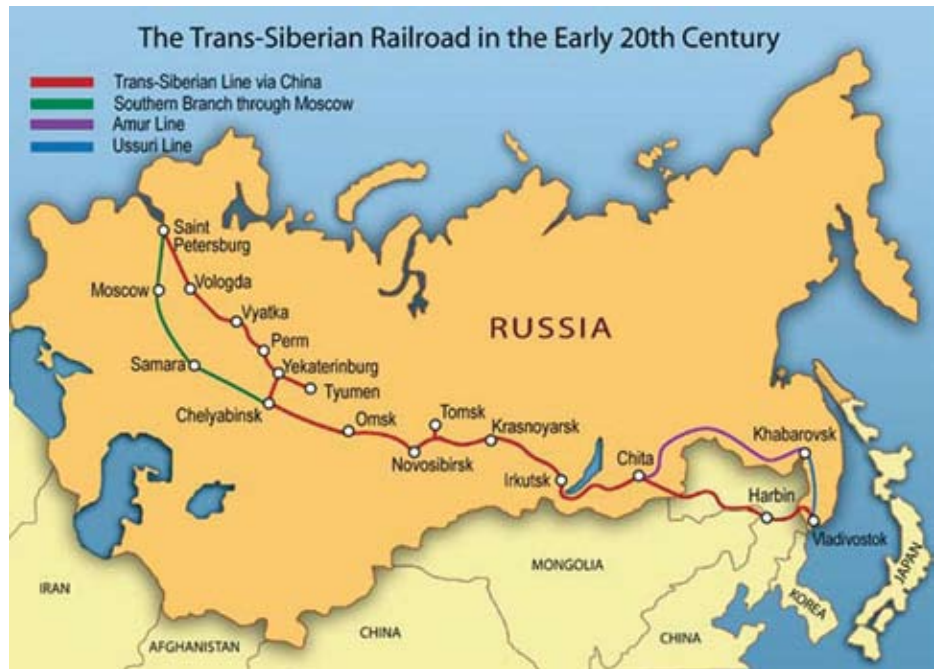 The Trans-Siberian Railroad in the Early 20th Century
Trans-Siberian Line via China
Southern Branch through Moscow
Amur Line
Ussuri Line
Saint
Petersburg
Moscow
Vologda
Vyatka
RUSSIA
Perm
Samara
Yekaterinburg
Tyumen
Chelyabinsk
Omsk
Tomsk
Krasnoyarsk
Khabarovsk
Novosibirsk
Irkutsk
Chita
Harbin
Vladivostok
MONGOLIA
JAPAN
IRAN
KOREA
AFGHANISTAN
CHINA
CHINA